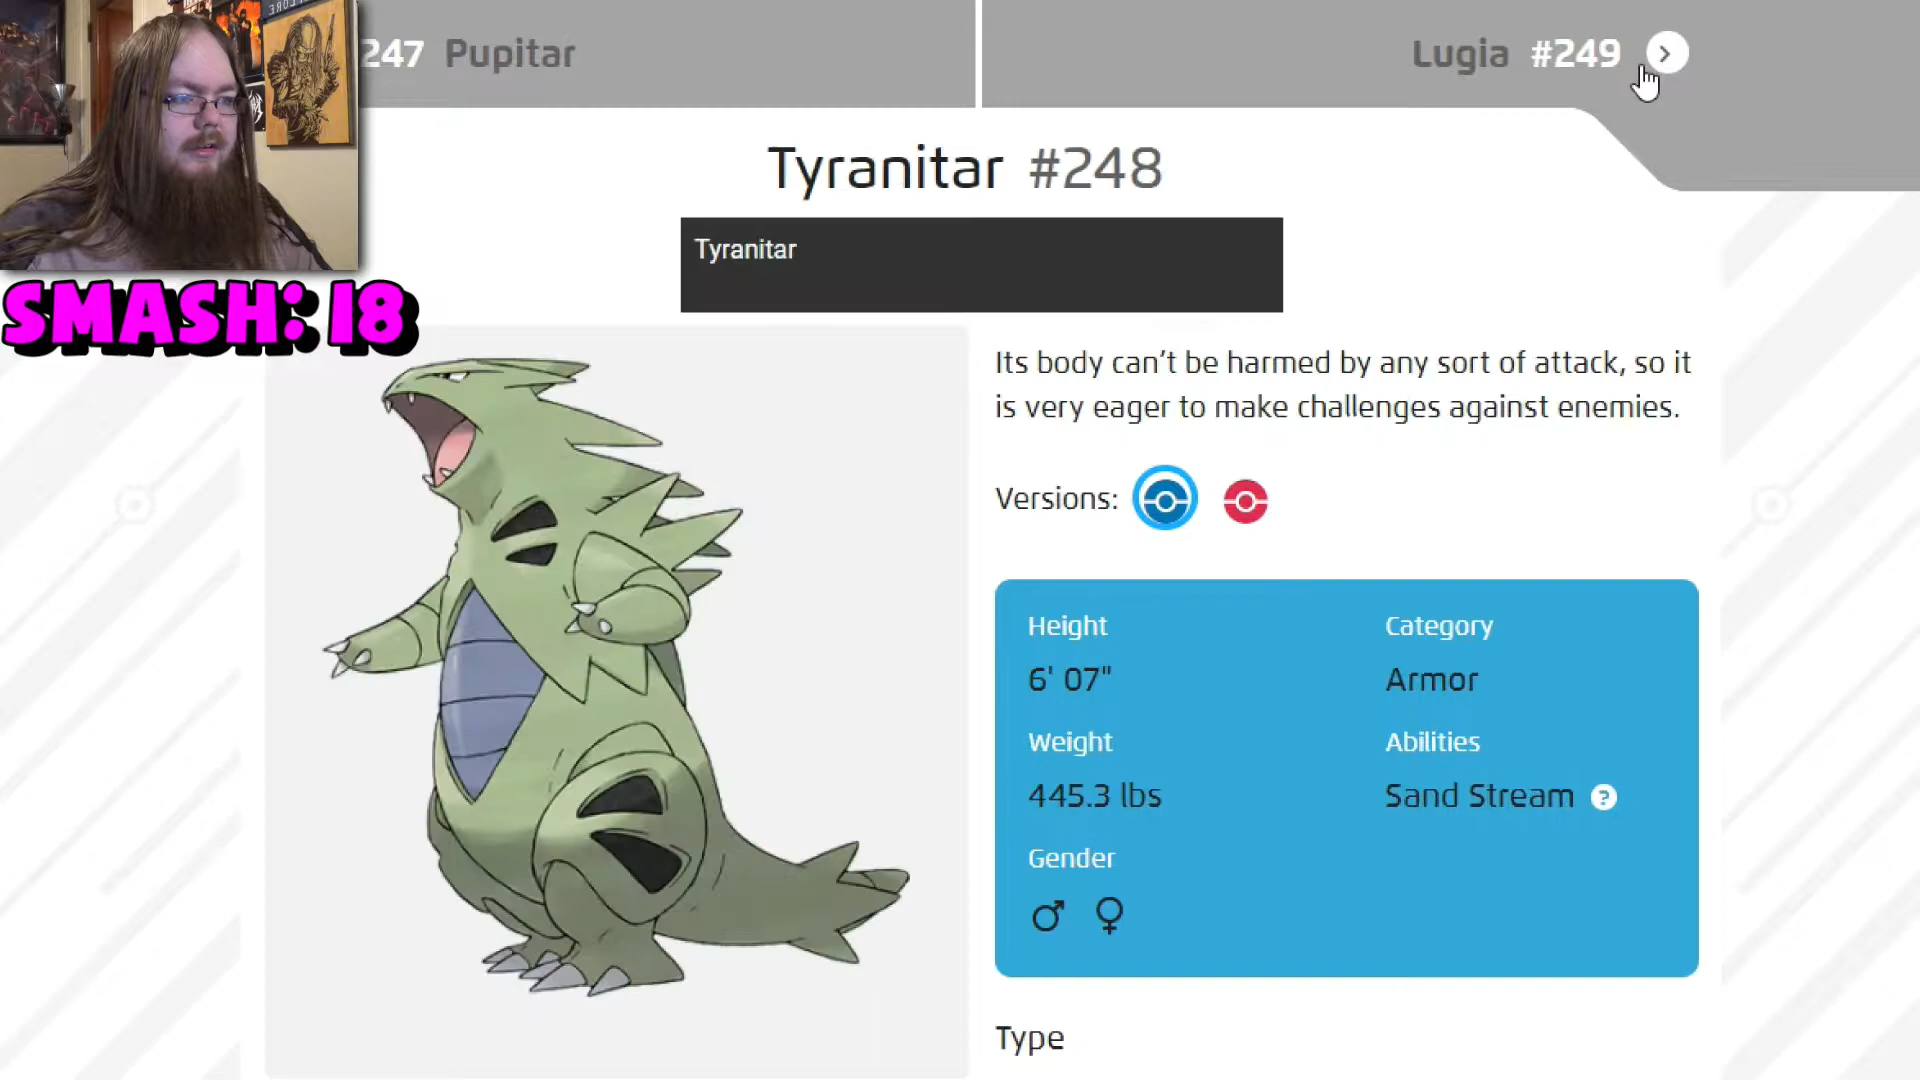 247 Pupitar
Lugia #249
Tyranitar #248
Tyranitar
SMASH: 18
Its body can't be harmed by any sort of attack, so it
is very eager to make challenges against enemies.
Versions:
Height
6' 07"
Weight
445.3 lbs
Gender
Category
Armor
Abilities
Sand Stream ?
Type